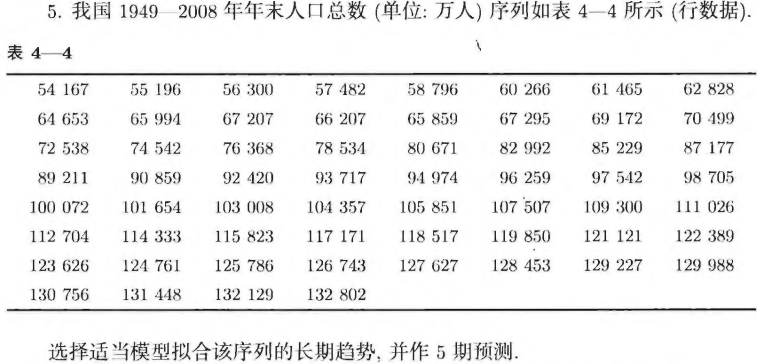 5. 我国 1949—2008 年年末人口总数 (单位: 万人) 序列如表 4—4 所示 (行数据).
表 4—4
54 167 55 196 56 300 57 482 58 796 60 266 61 465 62 828
64 653 65 994 67 207 66 207 65 859 67 295 69 172 70 499
72 538 74 542 76 368 78 534 80 671 82 992 85 229 87 177
89 211 90 859 92 420 93 717 94 974 96 259 97 542 98 705
100 072 101 654 103 008 104 357 105 851 107 507 109 300 111 026
112 704 114 333 115 823 117 171 118 517 119 850 121 121 122 389
123 626 124 761 125 786 126 743 127 627 128 453 129 227 129 988
130 756 131 448 132 129 132 802
选择适当模型拟合该序列的长期趋势, 并作 5 期预测.